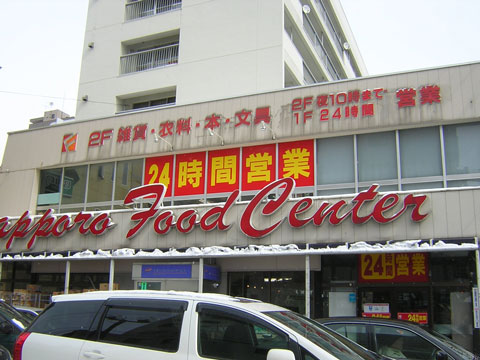 2F 雑貨・衣料・本・文具
2F 夜10時まで 営業
1F 24時間
24時間営業
Sapporo Food Center
24時間営業